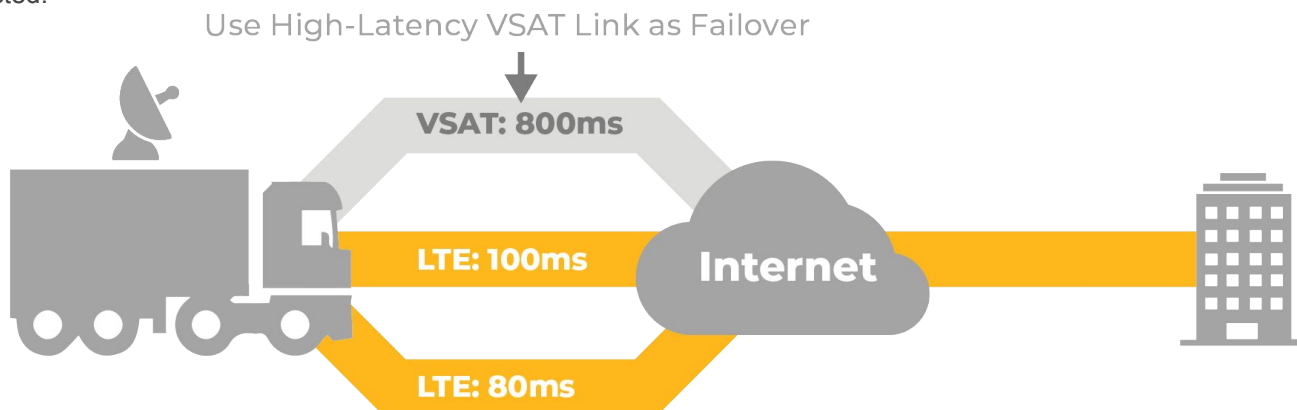 Use High-Latency VSAT Link as Failover
VSAT: 800ms
LTE: 100ms
Internet
LTE: 80ms